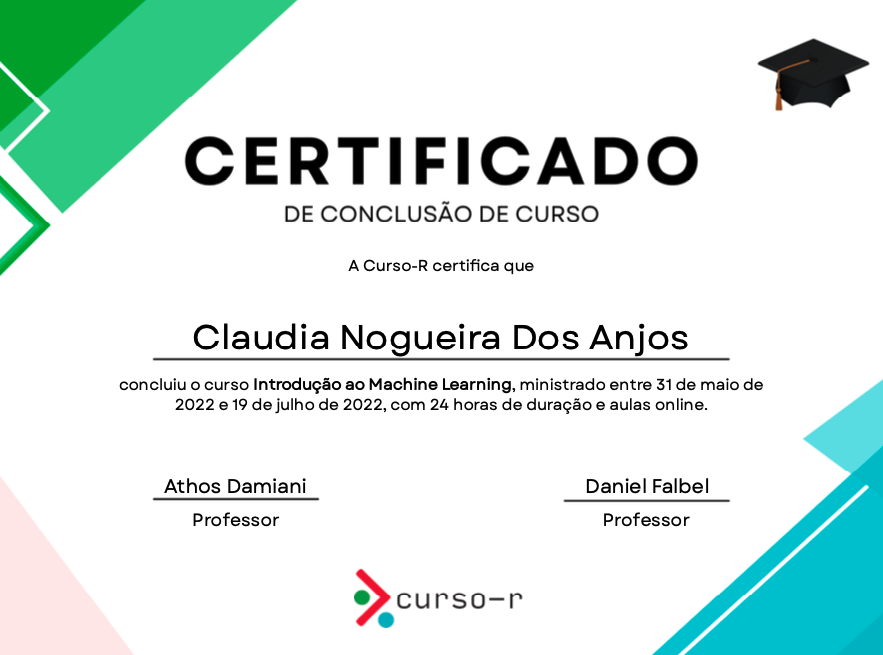 CERTIFICADO
DE CONCLUSÃO DE CURSO
A Curso-R certifica que
Claudia Nogueira Dos Anjos
concluiu o curso Introdução ao Machine Learning, ministrado entre 31 de maio de
2022 e 19 de julho de 2022, com 24 horas de duração e aulas online.
Athos Damiani
Daniel Falbel
Professor
Professor
curso-r